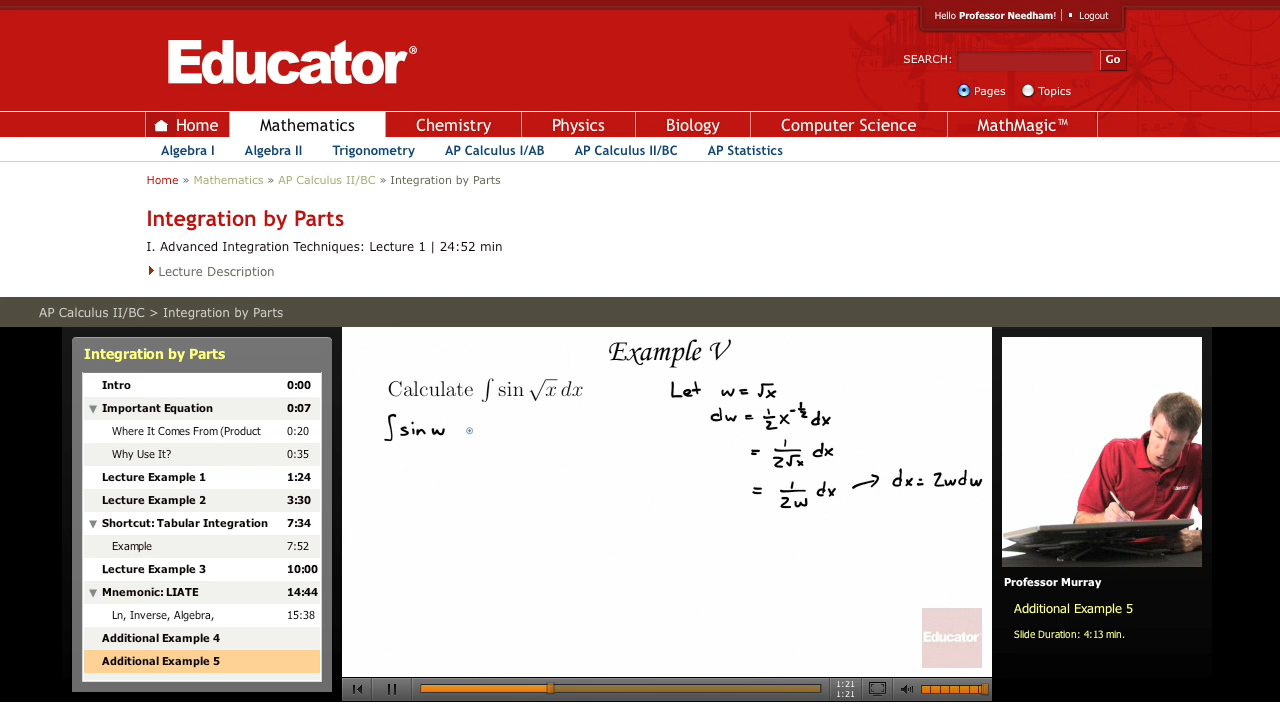 Hello Professor Needham! | ▪ Logout
Educator®
SEARCH: Go
Pages Topics
Home Mathematics Chemistry Physics Biology Computer Science MathMagic™
Algebra I Algebra II Trigonometry AP Calculus I/AB AP Calculus II/BC AP Statistics
Home » Mathematics » AP Calculus II/BC » Integration by Parts
Integration by Parts
I. Advanced Integration Techniques: Lecture 1 | 24:52 min
Lecture Description
AP Calculus II/BC > Integration by Parts
Integration by Parts
Intro 0:00
▼ Important Equation 0:07
Where It Comes From (Product 0:20
Why Use It? 0:35
Lecture Example 1 1:24
Lecture Example 2 3:30
▼ Shortcut: Tabular Integration 7:34
Example 7:52
Lecture Example 3 10:00
▼ Mnemonic: LIATE 14:44
Ln, Inverse, Algebra, 15:38
Additional Example 4
Additional Example 5
Example V
Calculate ∫ sin √x dx
∫ sin w
Let w = √x
dw = 1/2 x^(-1/2) dx
= 1/(2√x) dx
= 1/(2w) dx → dx = 2wdw
Educator
1:21
1:21
Professor Murray
Additional Example 5
Slide Duration: 4:13 min.